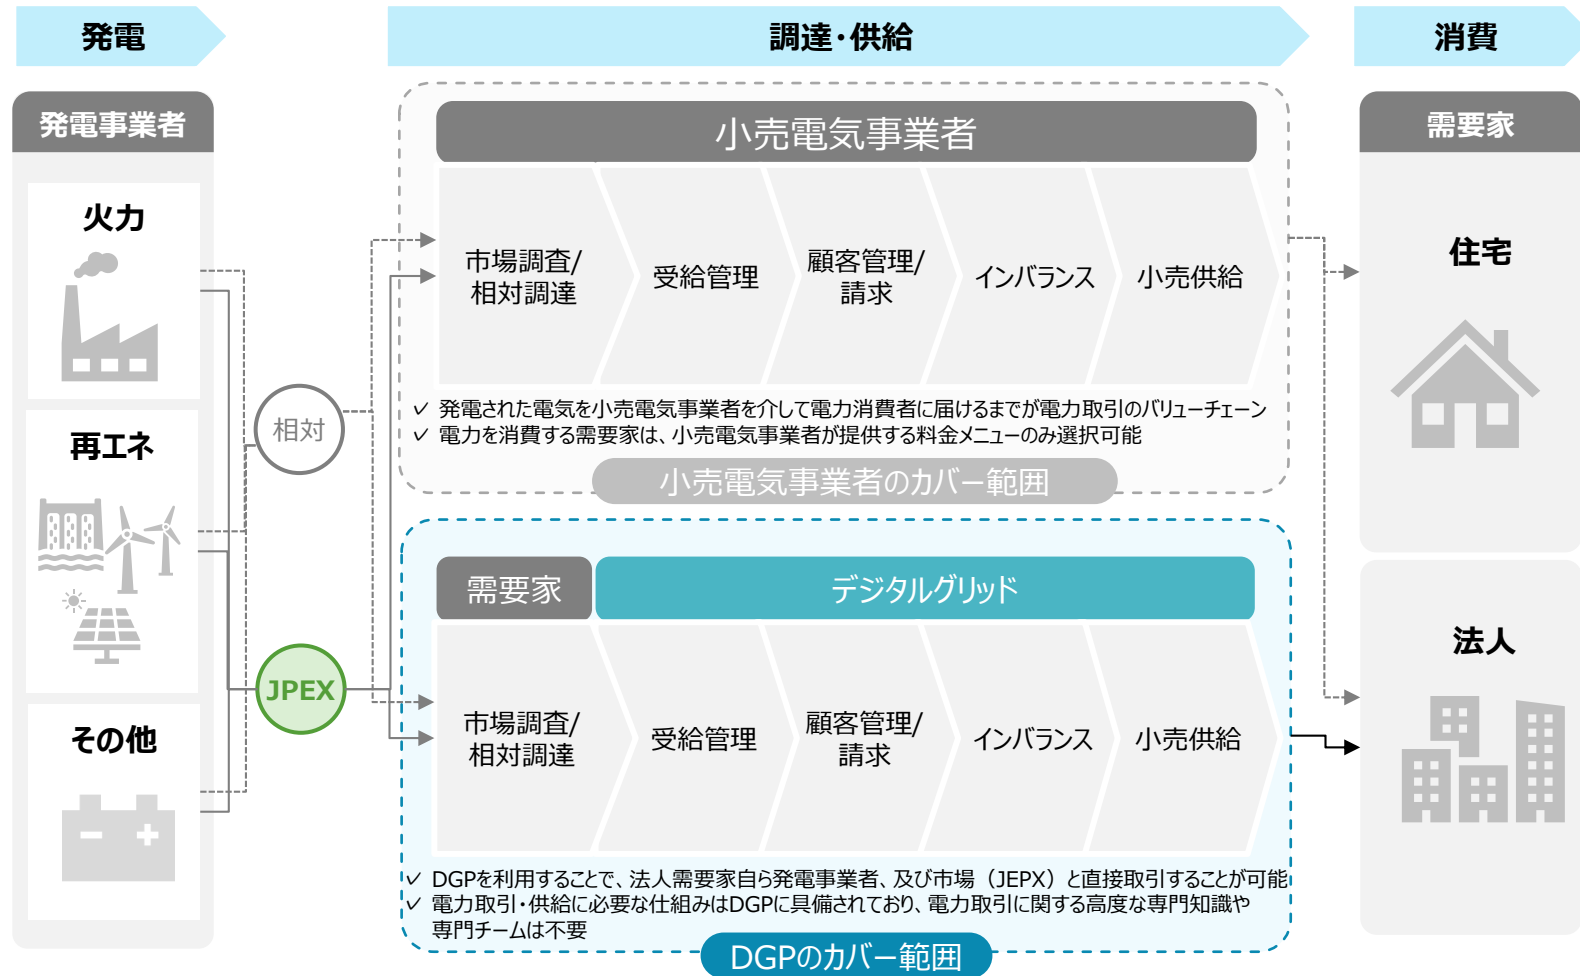 発電
調達・供給
消費
発電事業者
火力
再エネ
その他
相対
JPEX
小売電気事業者
市場調査/
相対調達
受給管理
顧客管理/
請求
インバランス
小売供給
✓ 発電された電気を小売電気事業者を介して電力消費者に届けるまでが電力取引のバリューチェーン
✓ 電力を消費する需要家は、小売電気事業者が提供する料金メニューのみ選択可能
小売電気事業者のカバー範囲
需要家
デジタルグリッド
市場調査/
相対調達
受給管理
顧客管理/
請求
インバランス
小売供給
✓ DGPを利用することで、法人需要家自ら発電事業者、及び市場（JEPX）と直接取引することが可能
✓ 電力取引・供給に必要な仕組みはDGPに具備されており、電力取引に関する高度な専門知識や
専門チームは不要
DGPのカバー範囲
需要家
住宅
法人